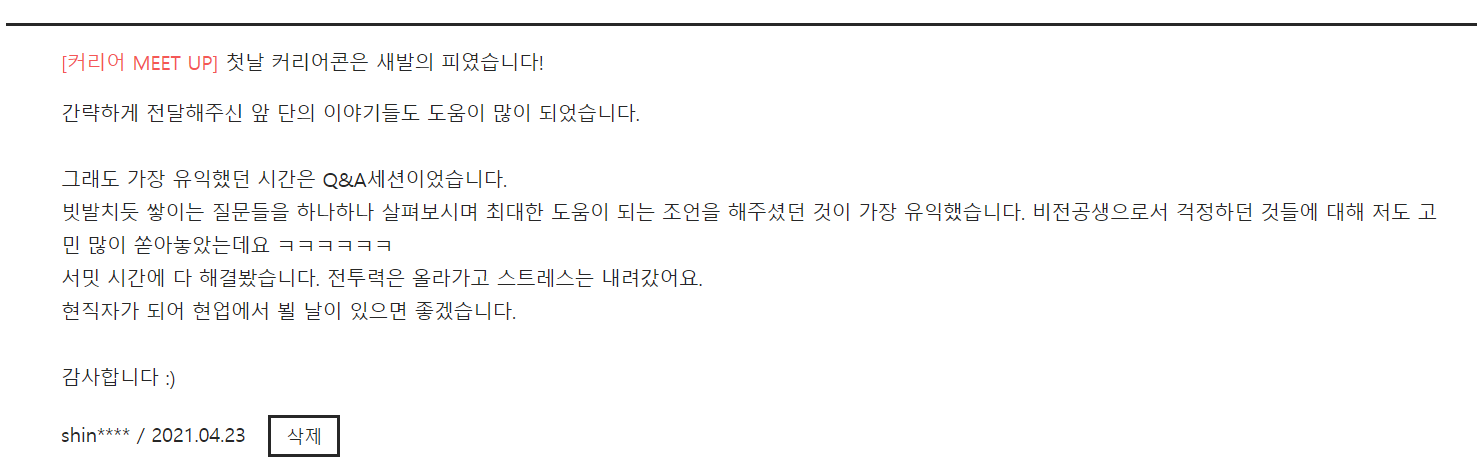 [커리어 MEET UP] 첫날 커리어콘은 새발의 피였습니다!
간략하게 전달해주신 앞 단의 이야기들도 도움이 많이 되었습니다.
그래도 가장 유익했던 시간은 Q&A세션이었습니다.
빗발치듯 쌓이는 질문들을 하나하나 살펴보시며 최대한 도움이 되는 조언을 해주셨던 것이 가장 유익했습니다. 비전공생으로서 걱정하던 것들에 대해 저도 고
민 많이 쏟아놓았는데요 ㅋㅋㅋㅋㅋㅋ
서밋 시간에 다 해결봤습니다. 전투력은 올라가고 스트레스는 내려갔어요.
현직자가 되어 현업에서 뵐 날이 있으면 좋겠습니다.
감사합니다 :)
shin**** / 2021.04.23 삭제